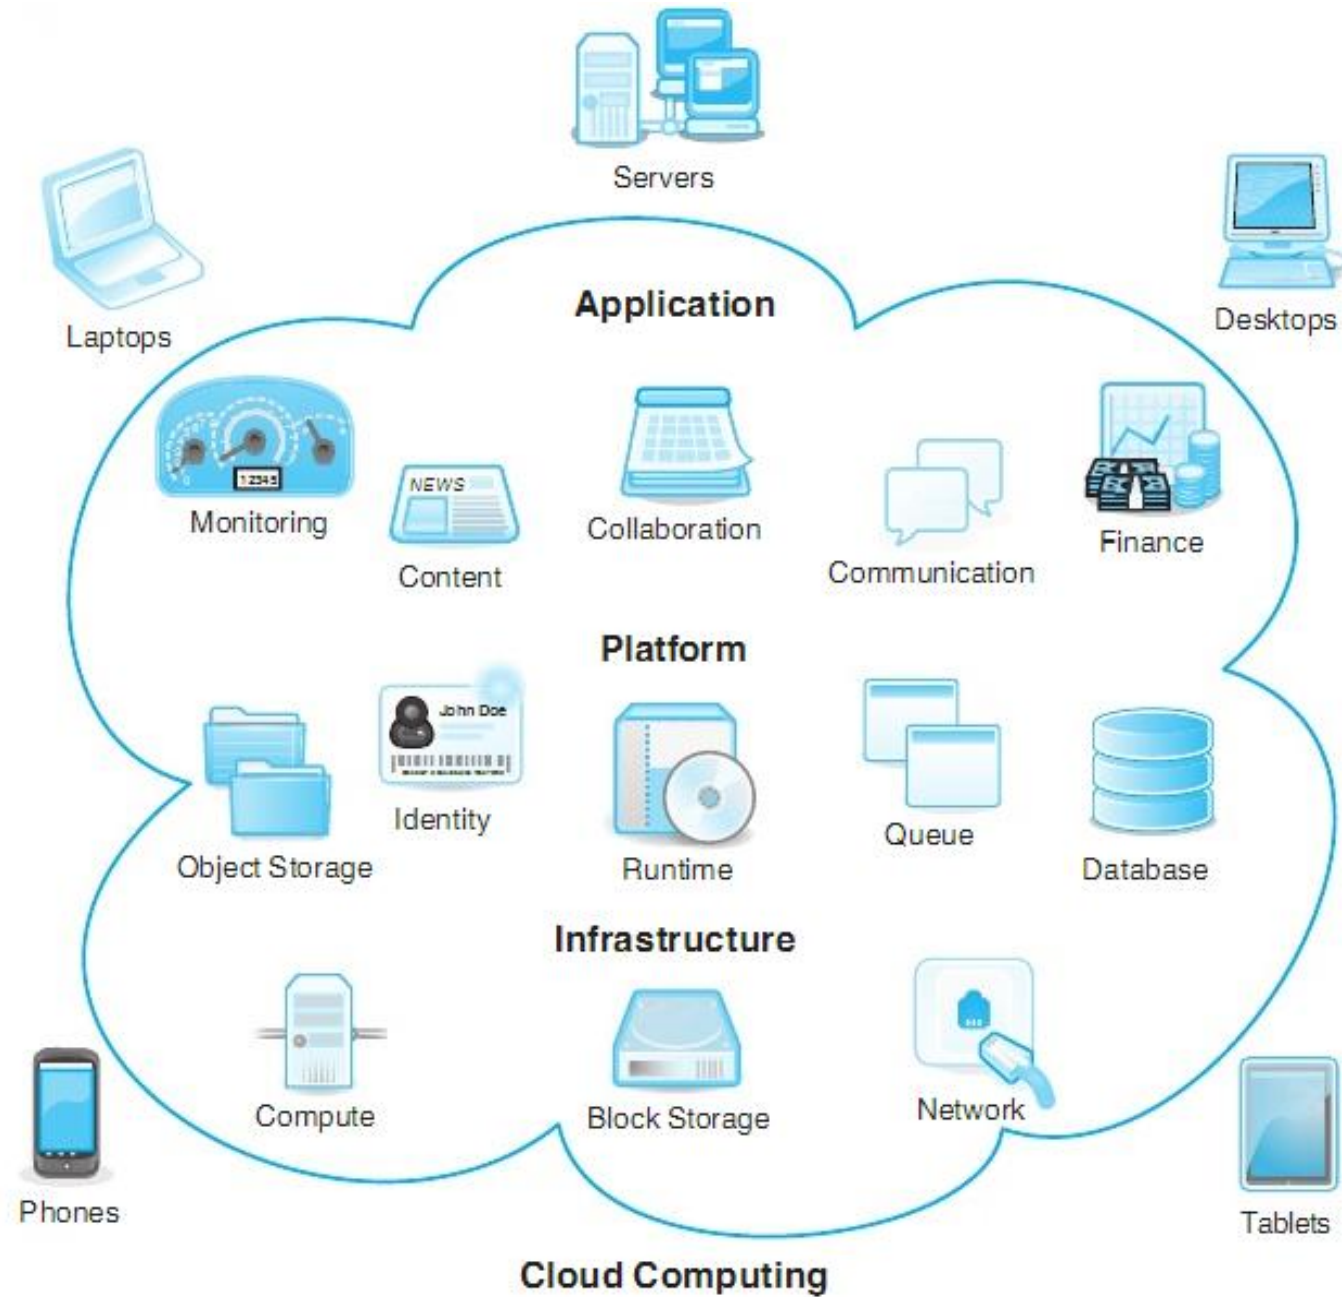 Servers
Laptops
Desktops
Application
12345
Monitoring
NEWS
Content
Collaboration
Communication
Finance
Platform
John Doe
Identity
Object Storage
Runtime
Queue
Database
Infrastructure
Compute
Block Storage
Network
Phones
Tablets
Cloud Computing